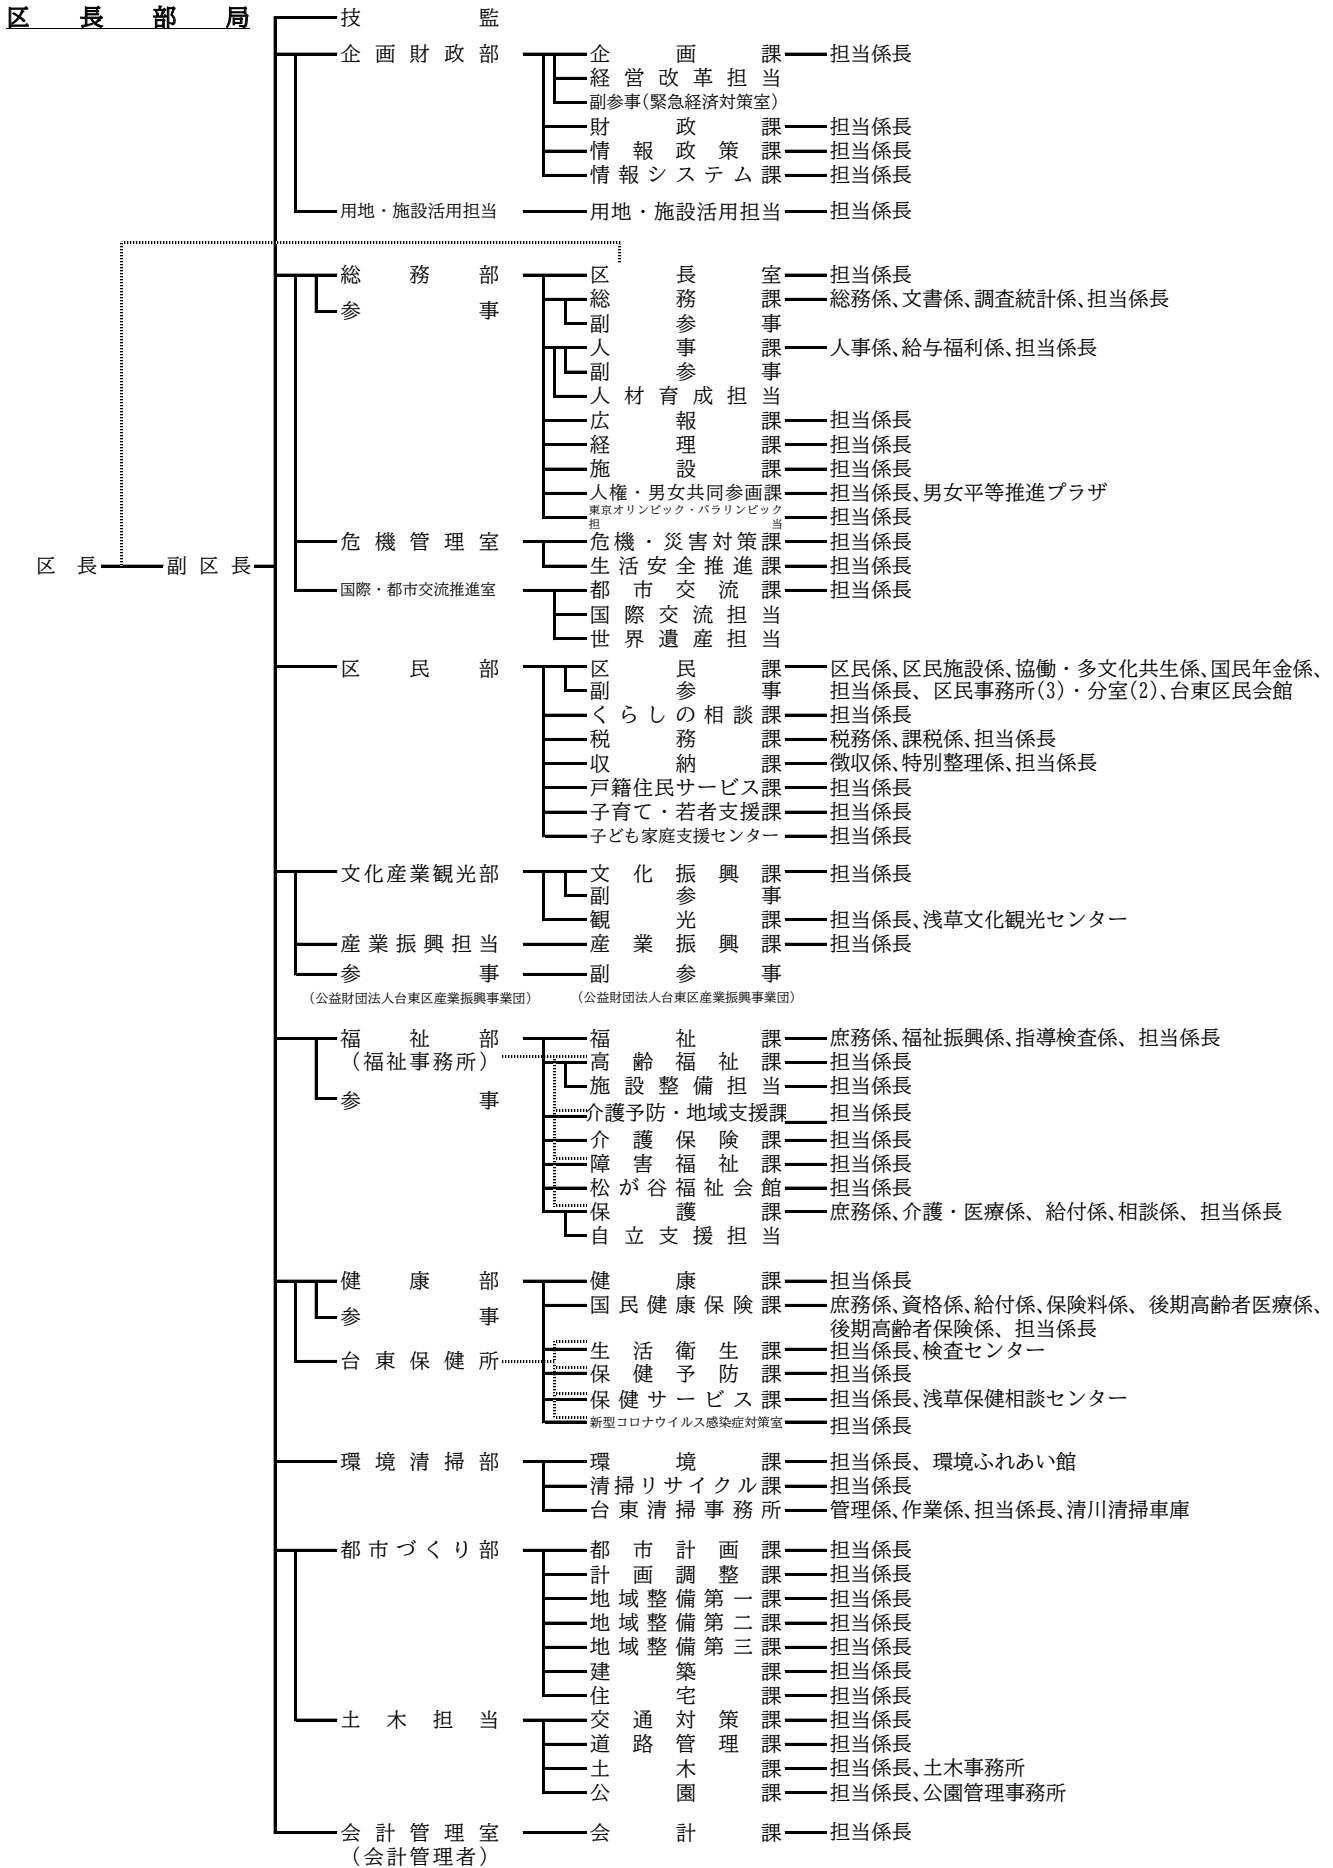 区長部局
技監
企画財政部 企画課 担当係長
経営改革担当
副参事(緊急経済対策室)
財政課 担当係長
情報政策課 担当係長
情報システム課 担当係長
用地・施設活用担当 用地・施設活用担当 担当係長
総務部 区長室 担当係長
総務課 総務係、文書係、調査統計係、担当係長
参事
副参事
人事課 人事係、給与福利係、担当係長
副参事
人材育成担当
広報課 担当係長
経理課 担当係長
施設課 担当係長
人権・男女共同参画課 担当係長、男女平等推進プラザ
東京オリンピック・パラリンピック
担当 担当係長
危機管理室 危機・災害対策課 担当係長
区長 副区長 生活安全推進課 担当係長
国際・都市交流推進室 都市交流課 担当係長
国際交流担当
世界遺産担当
区民部 区民課 区民係、区民施設係、協働・多文化共生係、国民年金係、
副参事 担当係長、区民事務所(3)・分室(2)、台東区民会館
くらしの相談課 担当係長
税務課 税務係、課税係、担当係長
収納課 徴収係、特別整理係、担当係長
戸籍住民サービス課 担当係長
子育て・若者支援課 担当係長
子ども家庭支援センター 担当係長
文化産業観光部 文化振興課 担当係長
副参事
観光課 担当係長、浅草文化観光センター
産業振興担当 産業振興課 担当係長
参事 副参事
(公益財団法人台東区産業振興事業団) (公益財団法人台東区産業振興事業団)
福祉部 福祉課 庶務係、福祉振興係、指導検査係、担当係長
(福祉事務所) 高齢福祉課 担当係長
施設整備担当 担当係長
参事
介護予防・地域支援課 担当係長
介護保険課 担当係長
障害福祉課 担当係長
松が谷福祉会館 担当係長
保護課 庶務係、介護・医療係、給付係、相談係、担当係長
自立支援担当
健康部 健康課 担当係長
国民健康保険課 庶務係、資格係、給付係、保険料係、後期高齢者医療係、
参事
後期高齢者保険係、担当係長
生活衛生課 担当係長、検査センター
台東保健所
保健予防課 担当係長
保健サービス課 担当係長、浅草保健相談センター
新型コロナウイルス感染症対策室 担当係長
環境清掃部 環境課 担当係長、環境ふれあい館
清掃リサイクル課 担当係長
台東清掃事務所 管理係、作業係、担当係長、清川清掃車庫
都市づくり部 都市計画課 担当係長
計画調整課 担当係長
地域整備第一課 担当係長
地域整備第二課 担当係長
地域整備第三課 担当係長
建築課 担当係長
住宅課 担当係長
土木担当 交通対策課 担当係長
道路管理課 担当係長
土木課 担当係長、土木事務所
公園課 担当係長、公園管理事務所
会計管理室 会計課 担当係長
(会計管理者)